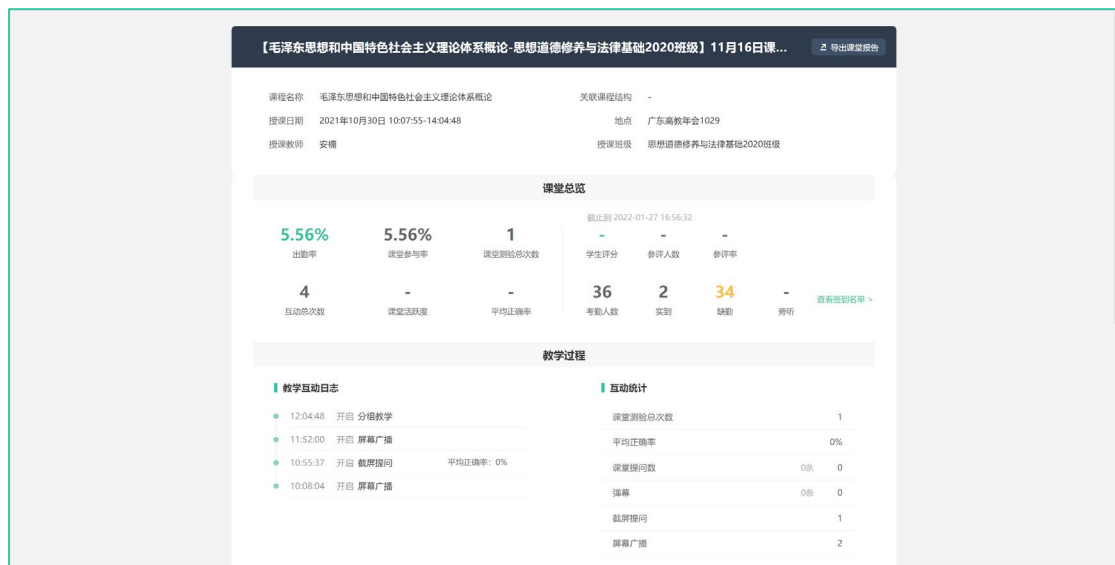 【毛泽东思想和中国特色社会主义理论体系概论-思想道德修养与法律基础2020班级】11月16日课...
导出课堂报告
课程名称 毛泽东思想和中国特色社会主义理论体系概论
关联课程结构 -
授课日期 2021年10月30日 10:07:55-14:04:48
地点 广东高教年会1029
授课教师 安楠
授课班级 思想道德修养与法律基础2020班级
课堂总览
截止到 2022-01-27 16:56:32
5.56% 5.56% 1 - - -
出勤率 课堂参与率 课堂测验总次数 学生评分 参评人数 参评率
4 - - 36 2 34 -
互动总次数 课堂活跃度 平均正确率 考勤人数 实到 缺勤 旁听
查看签到名单 >
教学过程
教学互动日志
12:04:48 开启 分组教学
11:52:00 开启 屏幕广播
10:55:37 开启 截屏提问 平均正确率：0%
10:08:04 开启 屏幕广播
互动统计
课堂测验总次数 1
平均正确率 0%
课堂提问数 0条 0
弹幕 0条 0
截屏提问 1
屏幕广播 2